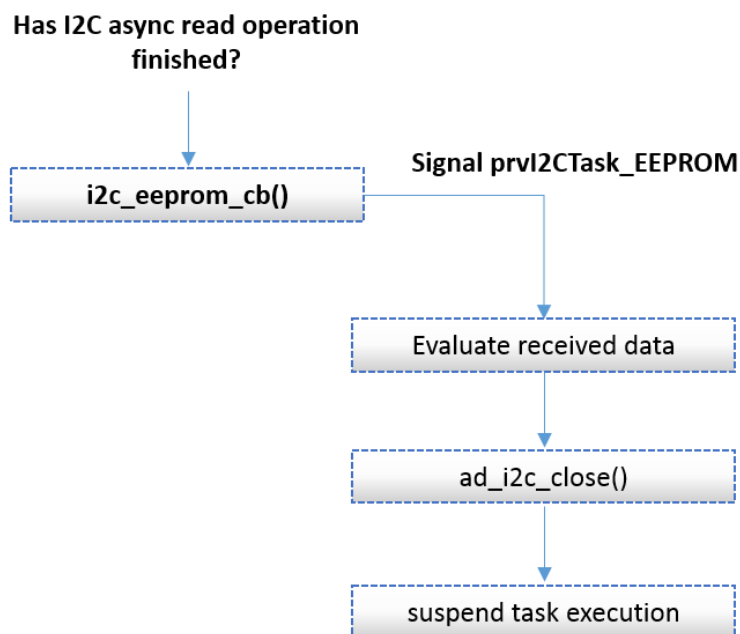 Has I2C async read operation
finished?
Signal prvI2CTask_EEPROM
i2c_eeprom_cb()
Evaluate received data
ad_i2c_close()
suspend task execution